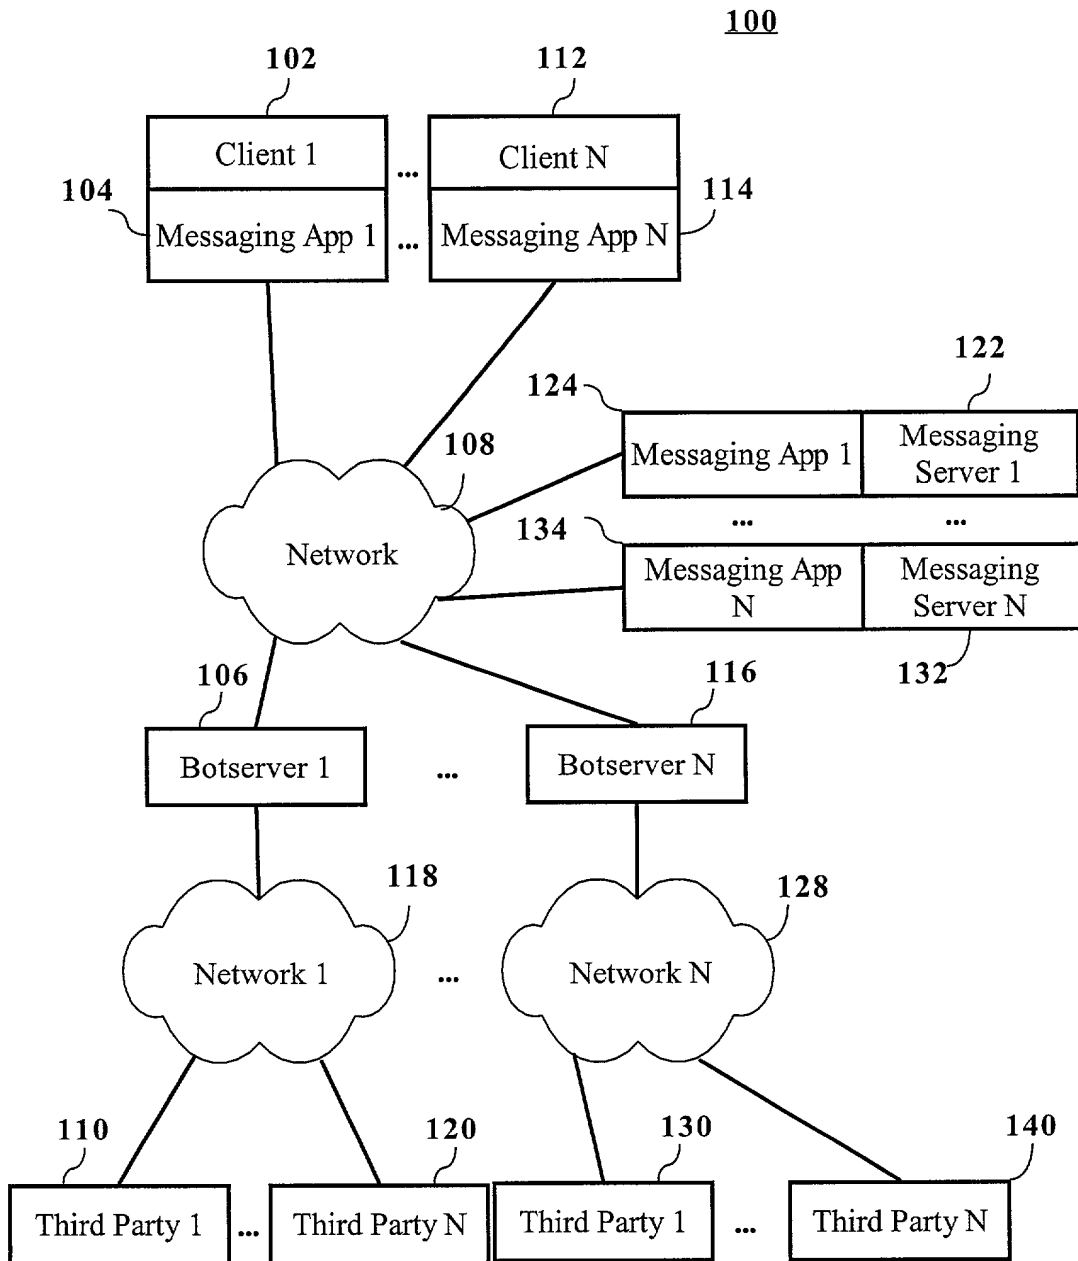 100
102
112
Client 1
...
Client N
104
114
Messaging App 1
...
Messaging App N
122
124
108
Messaging App 1
Messaging
Server 1
...
...
134
Network
Messaging App
N
Messaging
Server N
106
116
132
Botserver 1
...
Botserver N
118
128
Network 1
...
Network N
110
120
130
140
Third Party 1
...
Third Party N
Third Party 1
...
Third Party N